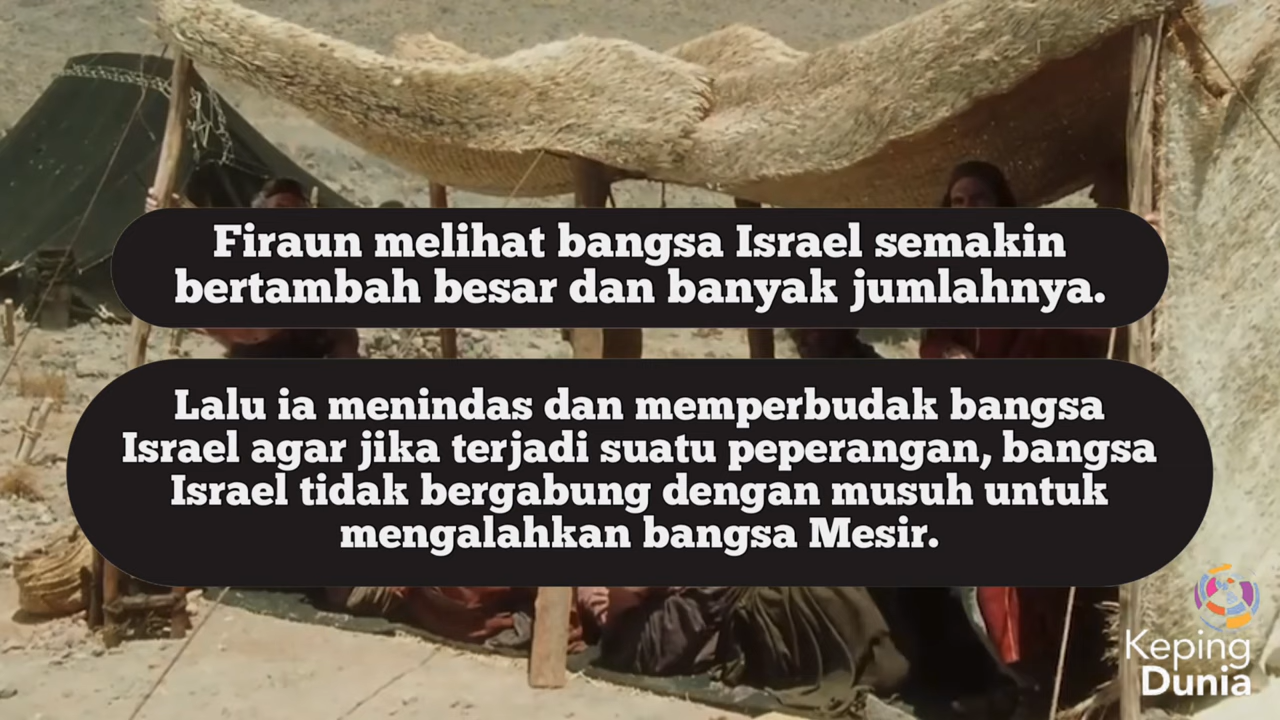 Firaun melihat bangsa Israel semakin
bertambah besar dan banyak jumlahnya.
Lalu ia menindas dan memperbudak bangsa
Israel agar jika terjadi suatu peperangan, bangsa
Israel tidak bergabung dengan musuh untuk
mengalahkan bangsa Mesir.
Keping
Dunia